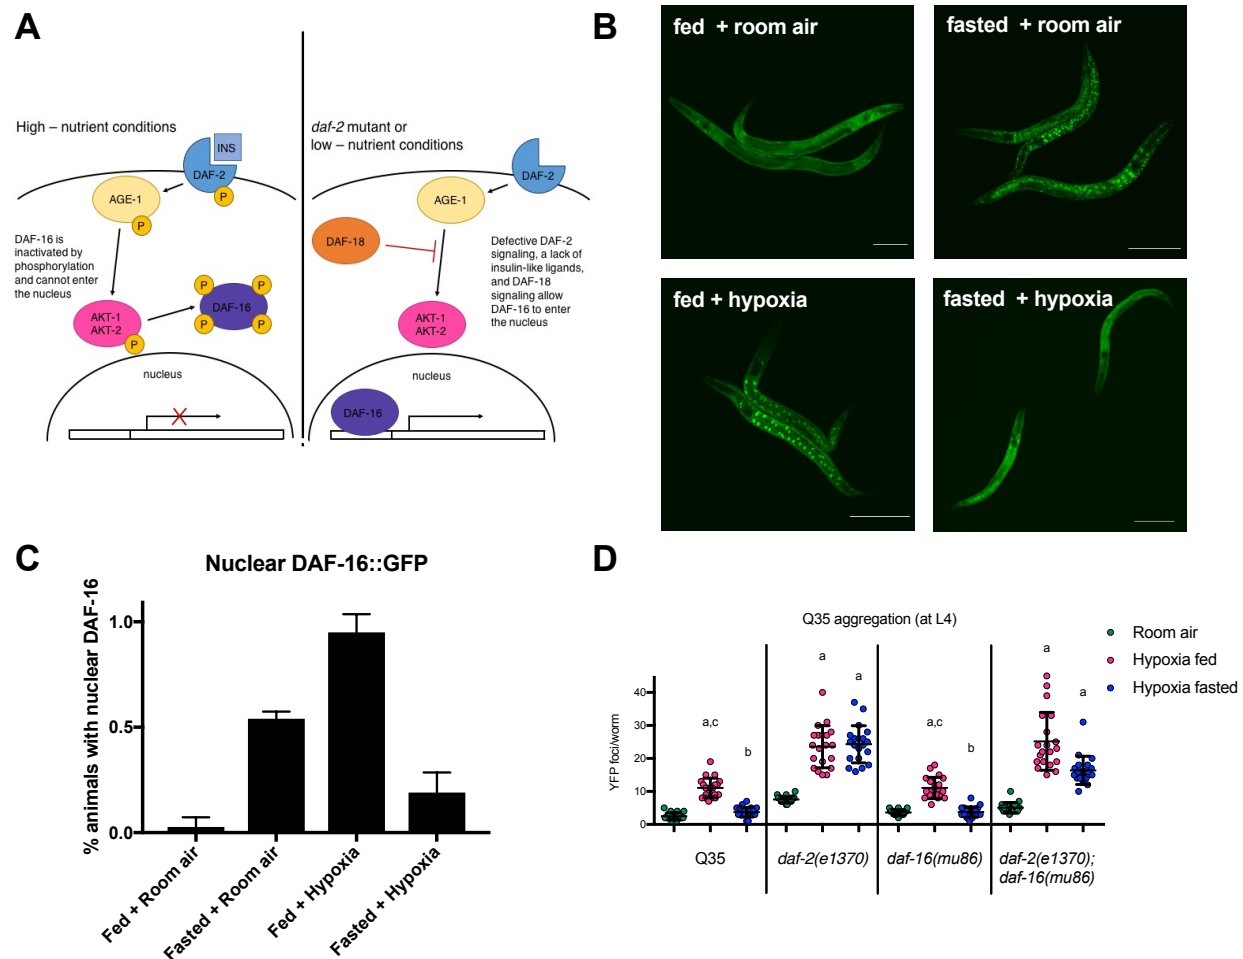 A
High – nutrient conditions
INS
DAF-2
P
AGE-1
P
DAF-16 is
inactivated by
phosphorylation
and cannot enter
the nucleus
P
P
DAF-16
P
P
AKT-1
AKT-2
P
nucleus
daf-2 mutant or
low – nutrient conditions
DAF-2
AGE-1
DAF-18
Defective DAF-2
signaling, a lack of
insulin-like ligands,
and DAF-18
signaling allow
DAF-16 to enter
the nucleus
AKT-1
AKT-2
nucleus
DAF-16
B
fed + room air
fasted + room air
fed + hypoxia
fasted + hypoxia
C
Nuclear DAF-16::GFP
% animals with nuclear DAF-16
1.0
0.5
0.0
Fed + Room air
Fasted + Room air
Fed + Hypoxia
Fasted + Hypoxia
D
Q35 aggregation (at L4)
Room air
Hypoxia fed
Hypoxia fasted
YFP foci/worm
40
30
20
10
0
a,c
b
a
a
a,c
b
a
a
Q35
daf-2(e1370)
daf-16(mu86)
daf-2(e1370);
daf-16(mu86)